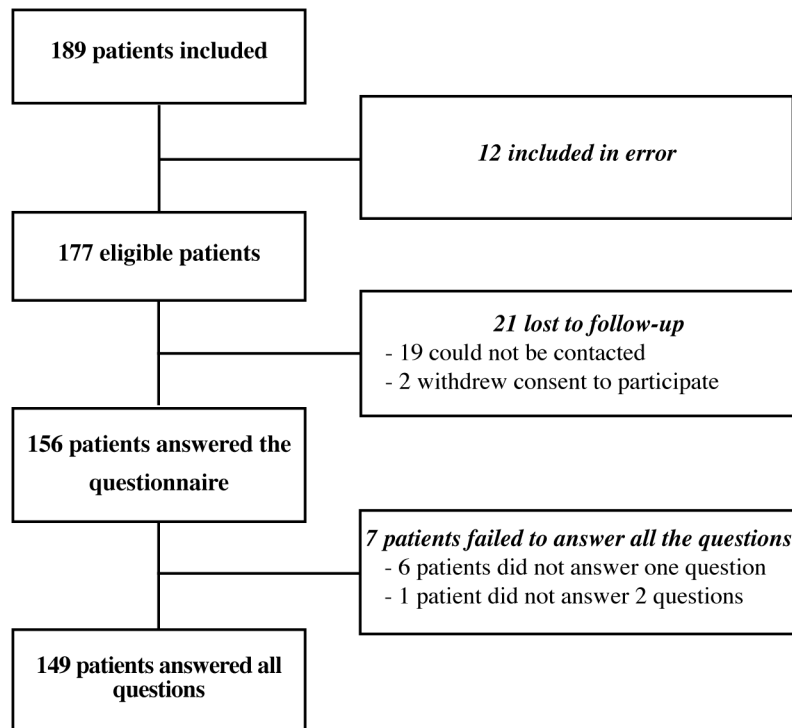 189 patients included
12 included in error
177 eligible patients
21 lost to follow-up
- 19 could not be contacted
- 2 withdrew consent to participate
156 patients answered the
questionnaire
7 patients failed to answer all the questions
- 6 patients did not answer one question
- 1 patient did not answer 2 questions
149 patients answered all
questions